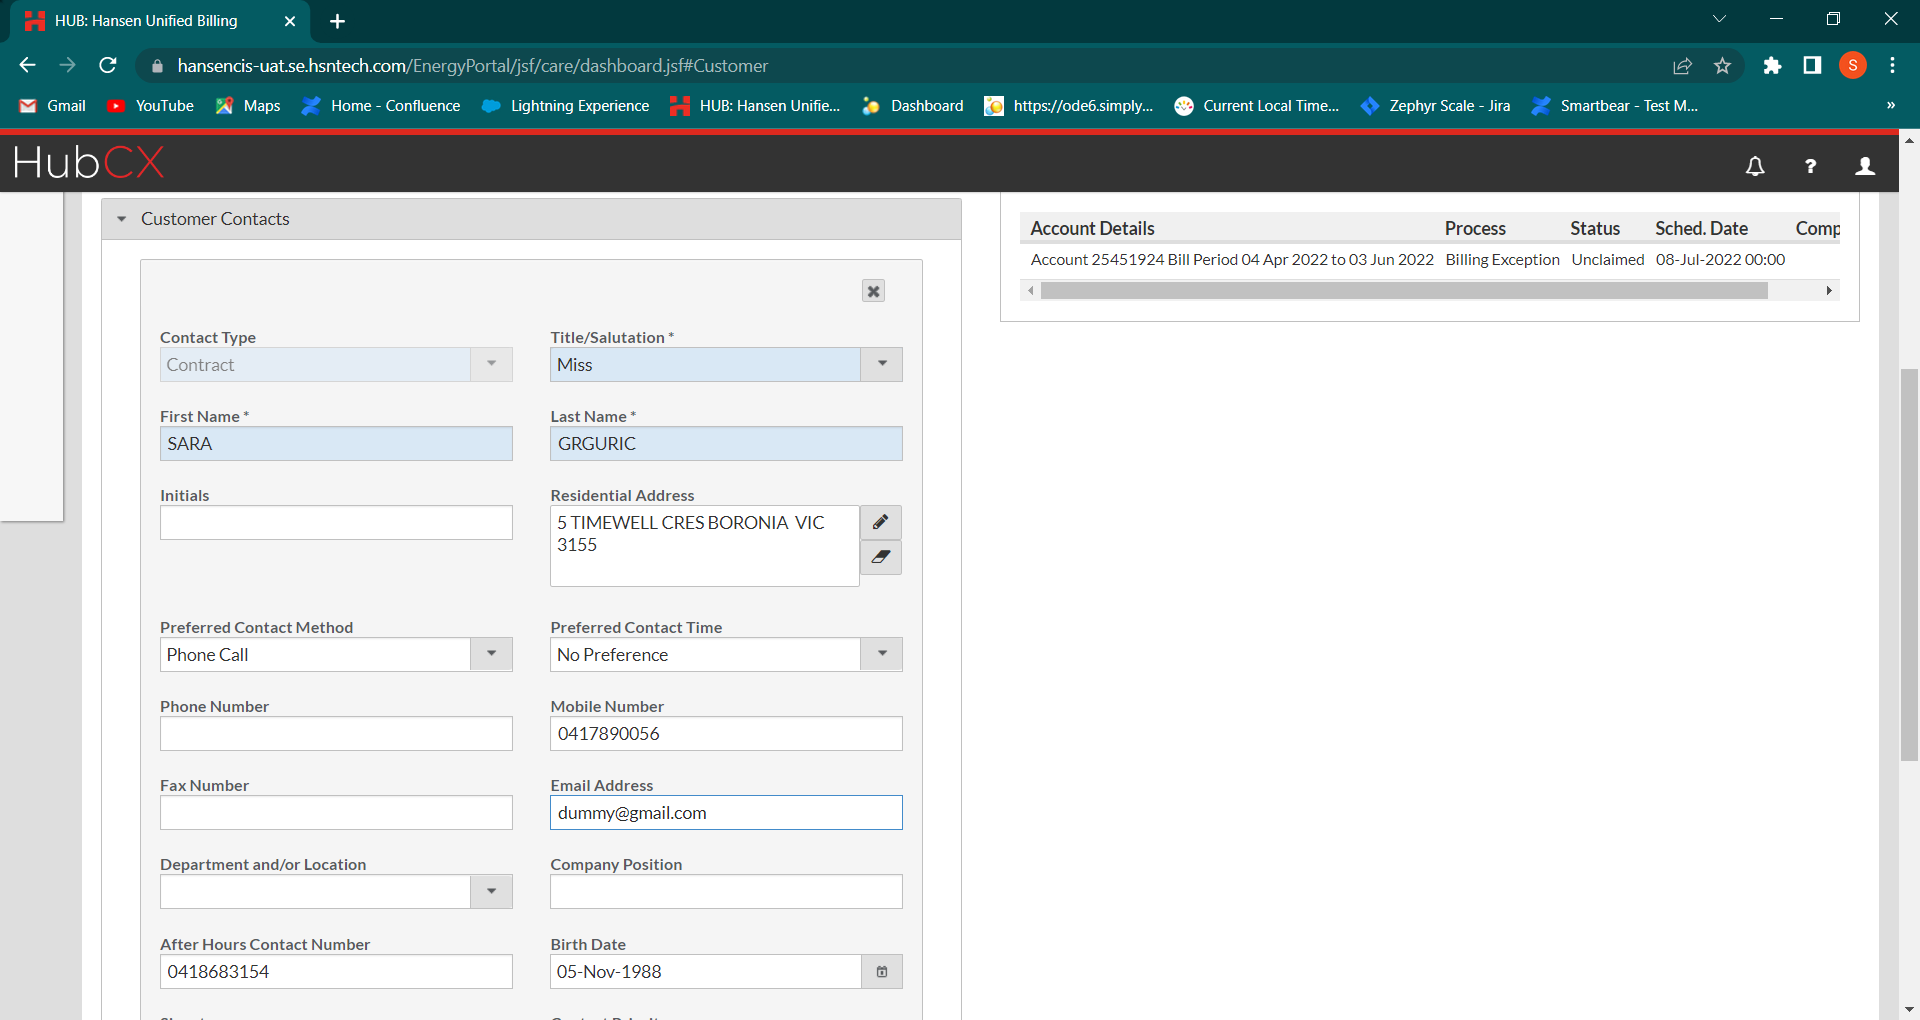 HUB: Hansen Unified Billing
hansencis-uat.se.hsntech.com/EnergyPortal/jsf/care/dashboard.jsf#Customer
S
Gmail YouTube Maps Home - Confluence Lightning Experience HUB: Hansen Unifie... Dashboard https://ode6.simply... Current Local Time... Zephyr Scale - Jira Smartbear - Test M... »
HubCX
?
Customer Contacts
Account Details Process Status Sched. Date Comp
Account 25451924 Bill Period 04 Apr 2022 to 03 Jun 2022 Billing Exception Unclaimed 08-Jul-2022 00:00
Contact Type Title/Salutation *
Contract Miss
First Name * Last Name *
SARA GRGURIC
Initials Residential Address
5 TIMEWELL CRES BORONIA VIC
3155
Preferred Contact Method Preferred Contact Time
Phone Call No Preference
Phone Number Mobile Number
0417890056
Fax Number Email Address
dummy@gmail.com
Department and/or Location Company Position
After Hours Contact Number Birth Date
0418683154 05-Nov-1988